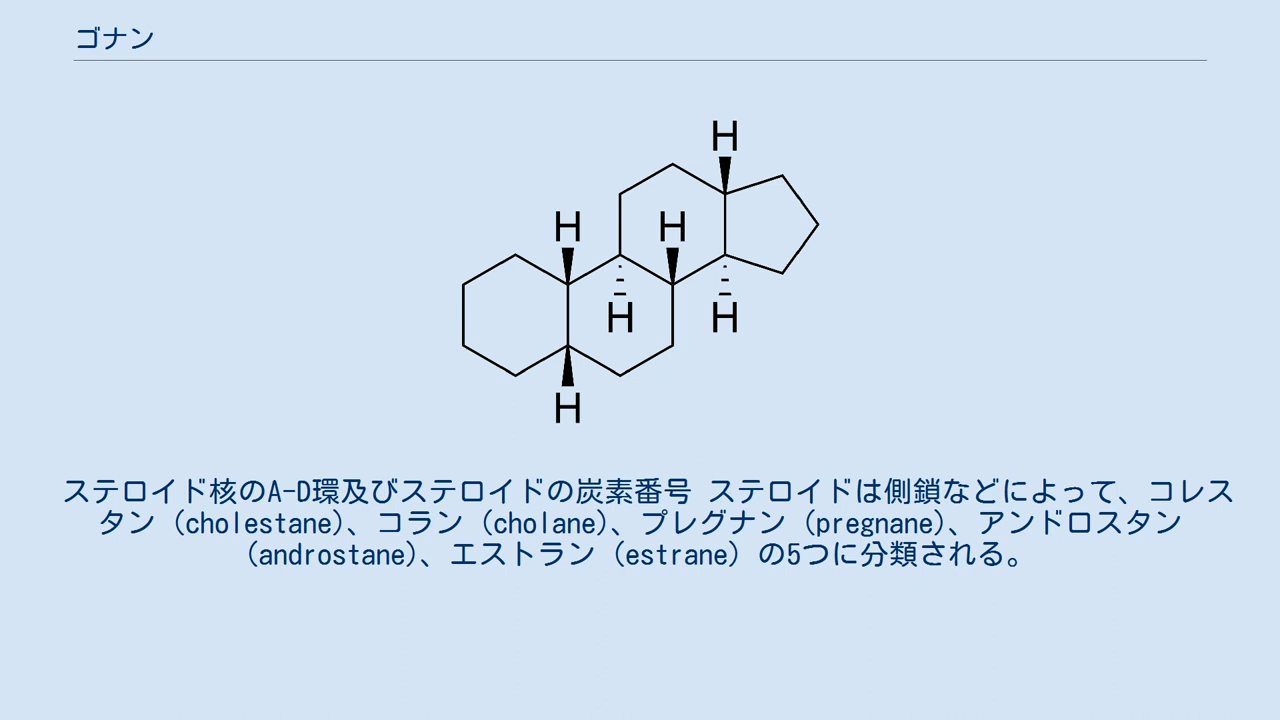 ゴナン
H
H H
H H
H
ステロイド核のA-D環及びステロイドの炭素番号 ステロイドは側鎖などによって、コレス
タン（cholestane)、コラン（cholane)、プレグナン（pregnane)、アンドロスタン
（androstane)、エストラン（estrane）の5つに分類される。